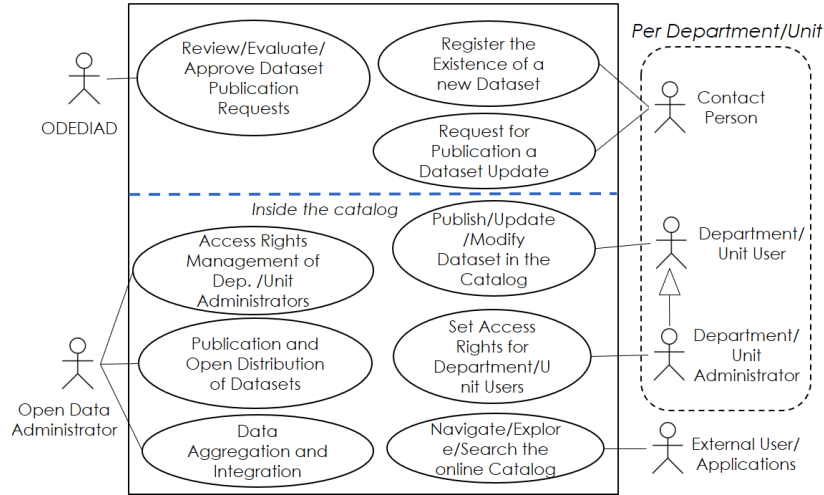 Per Department/Unit
Review/Evaluate/
Approve Dataset
Publication
Requests
Register the
Existence of a
new Dataset
ODEDIAD
Contact
Person
Request for
Publication a
Dataset Update
Inside the catalog
Access Rights
Management of
Dep. /Unit
Administrators
Publish/Update
/Modify
Dataset in the
Catalog
Department/
Unit User
Publication and
Open Distribution
of Datasets
Set Access
Rights for
Department/U
nit Users
Department/
Unit
Administrator
Open Data
Administrator
Data
Aggregation and
Integration
Navigate/Explor
e/Search the
online Catalog
External User/
Applications